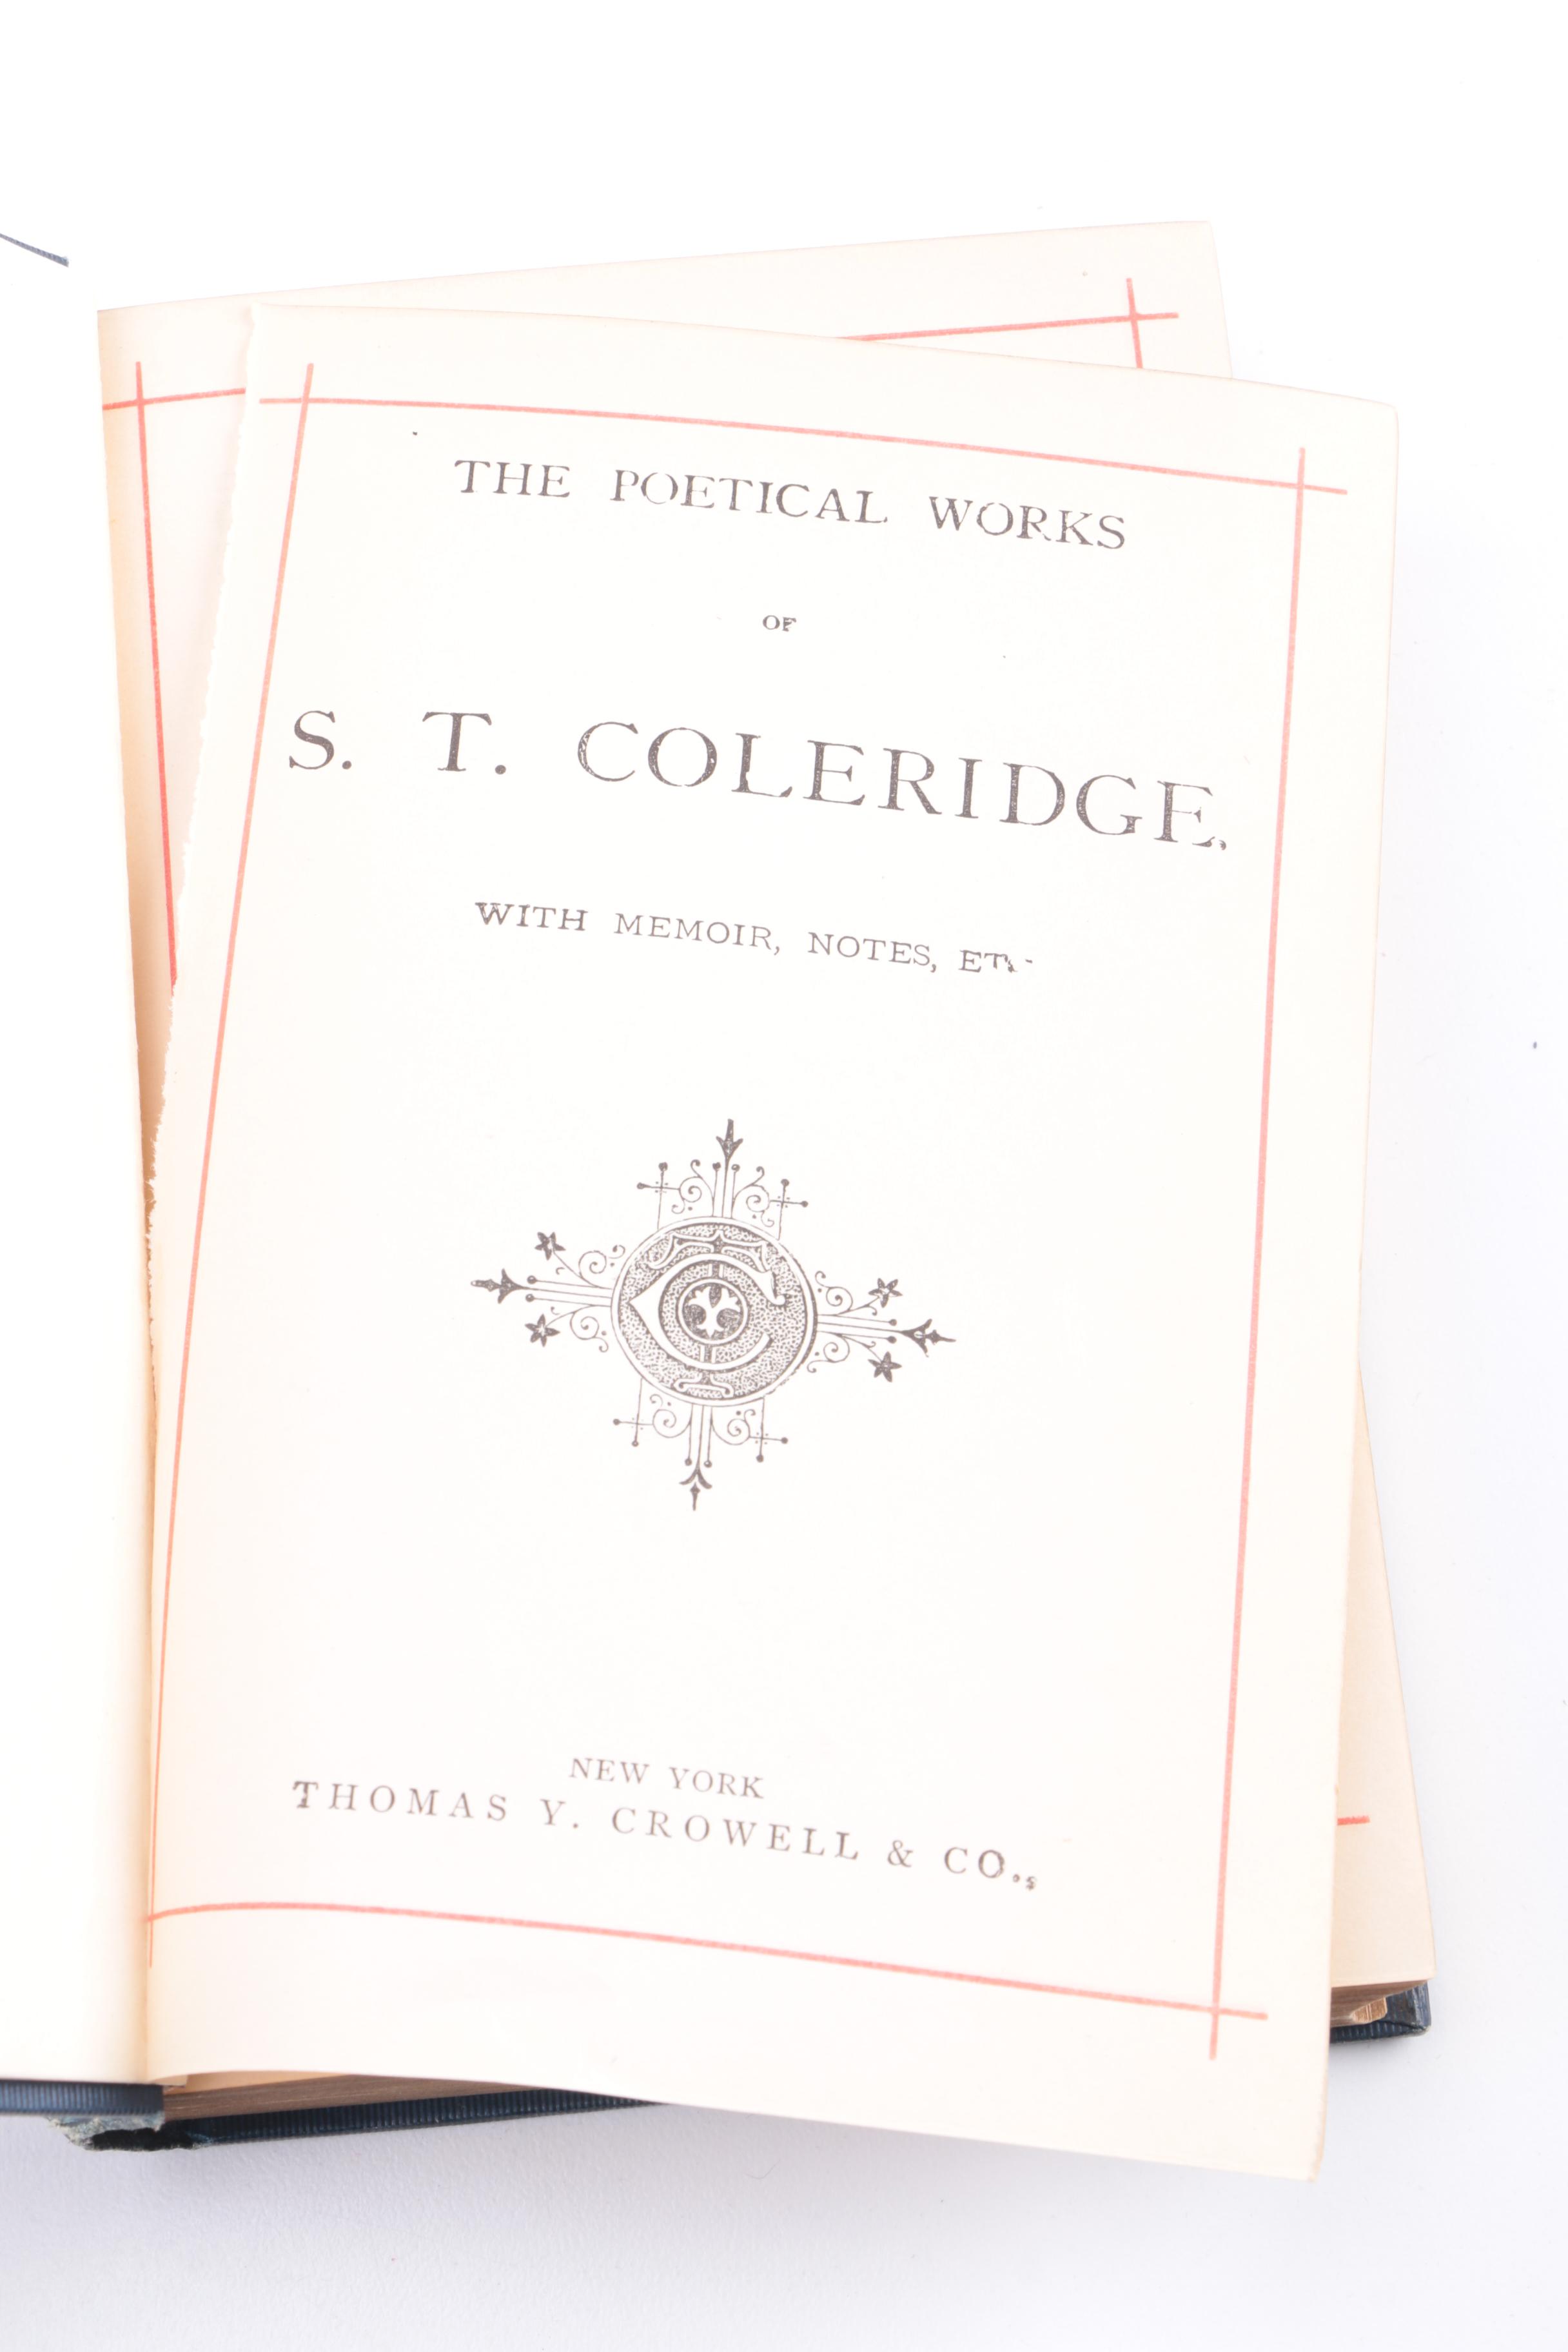 THE POETICAL WORKS
OF
S. T. COLERIDGE.
WITH MEMOIR, NOTES,
NEW YORK
THOMAS Y. CROWELL & CO.,